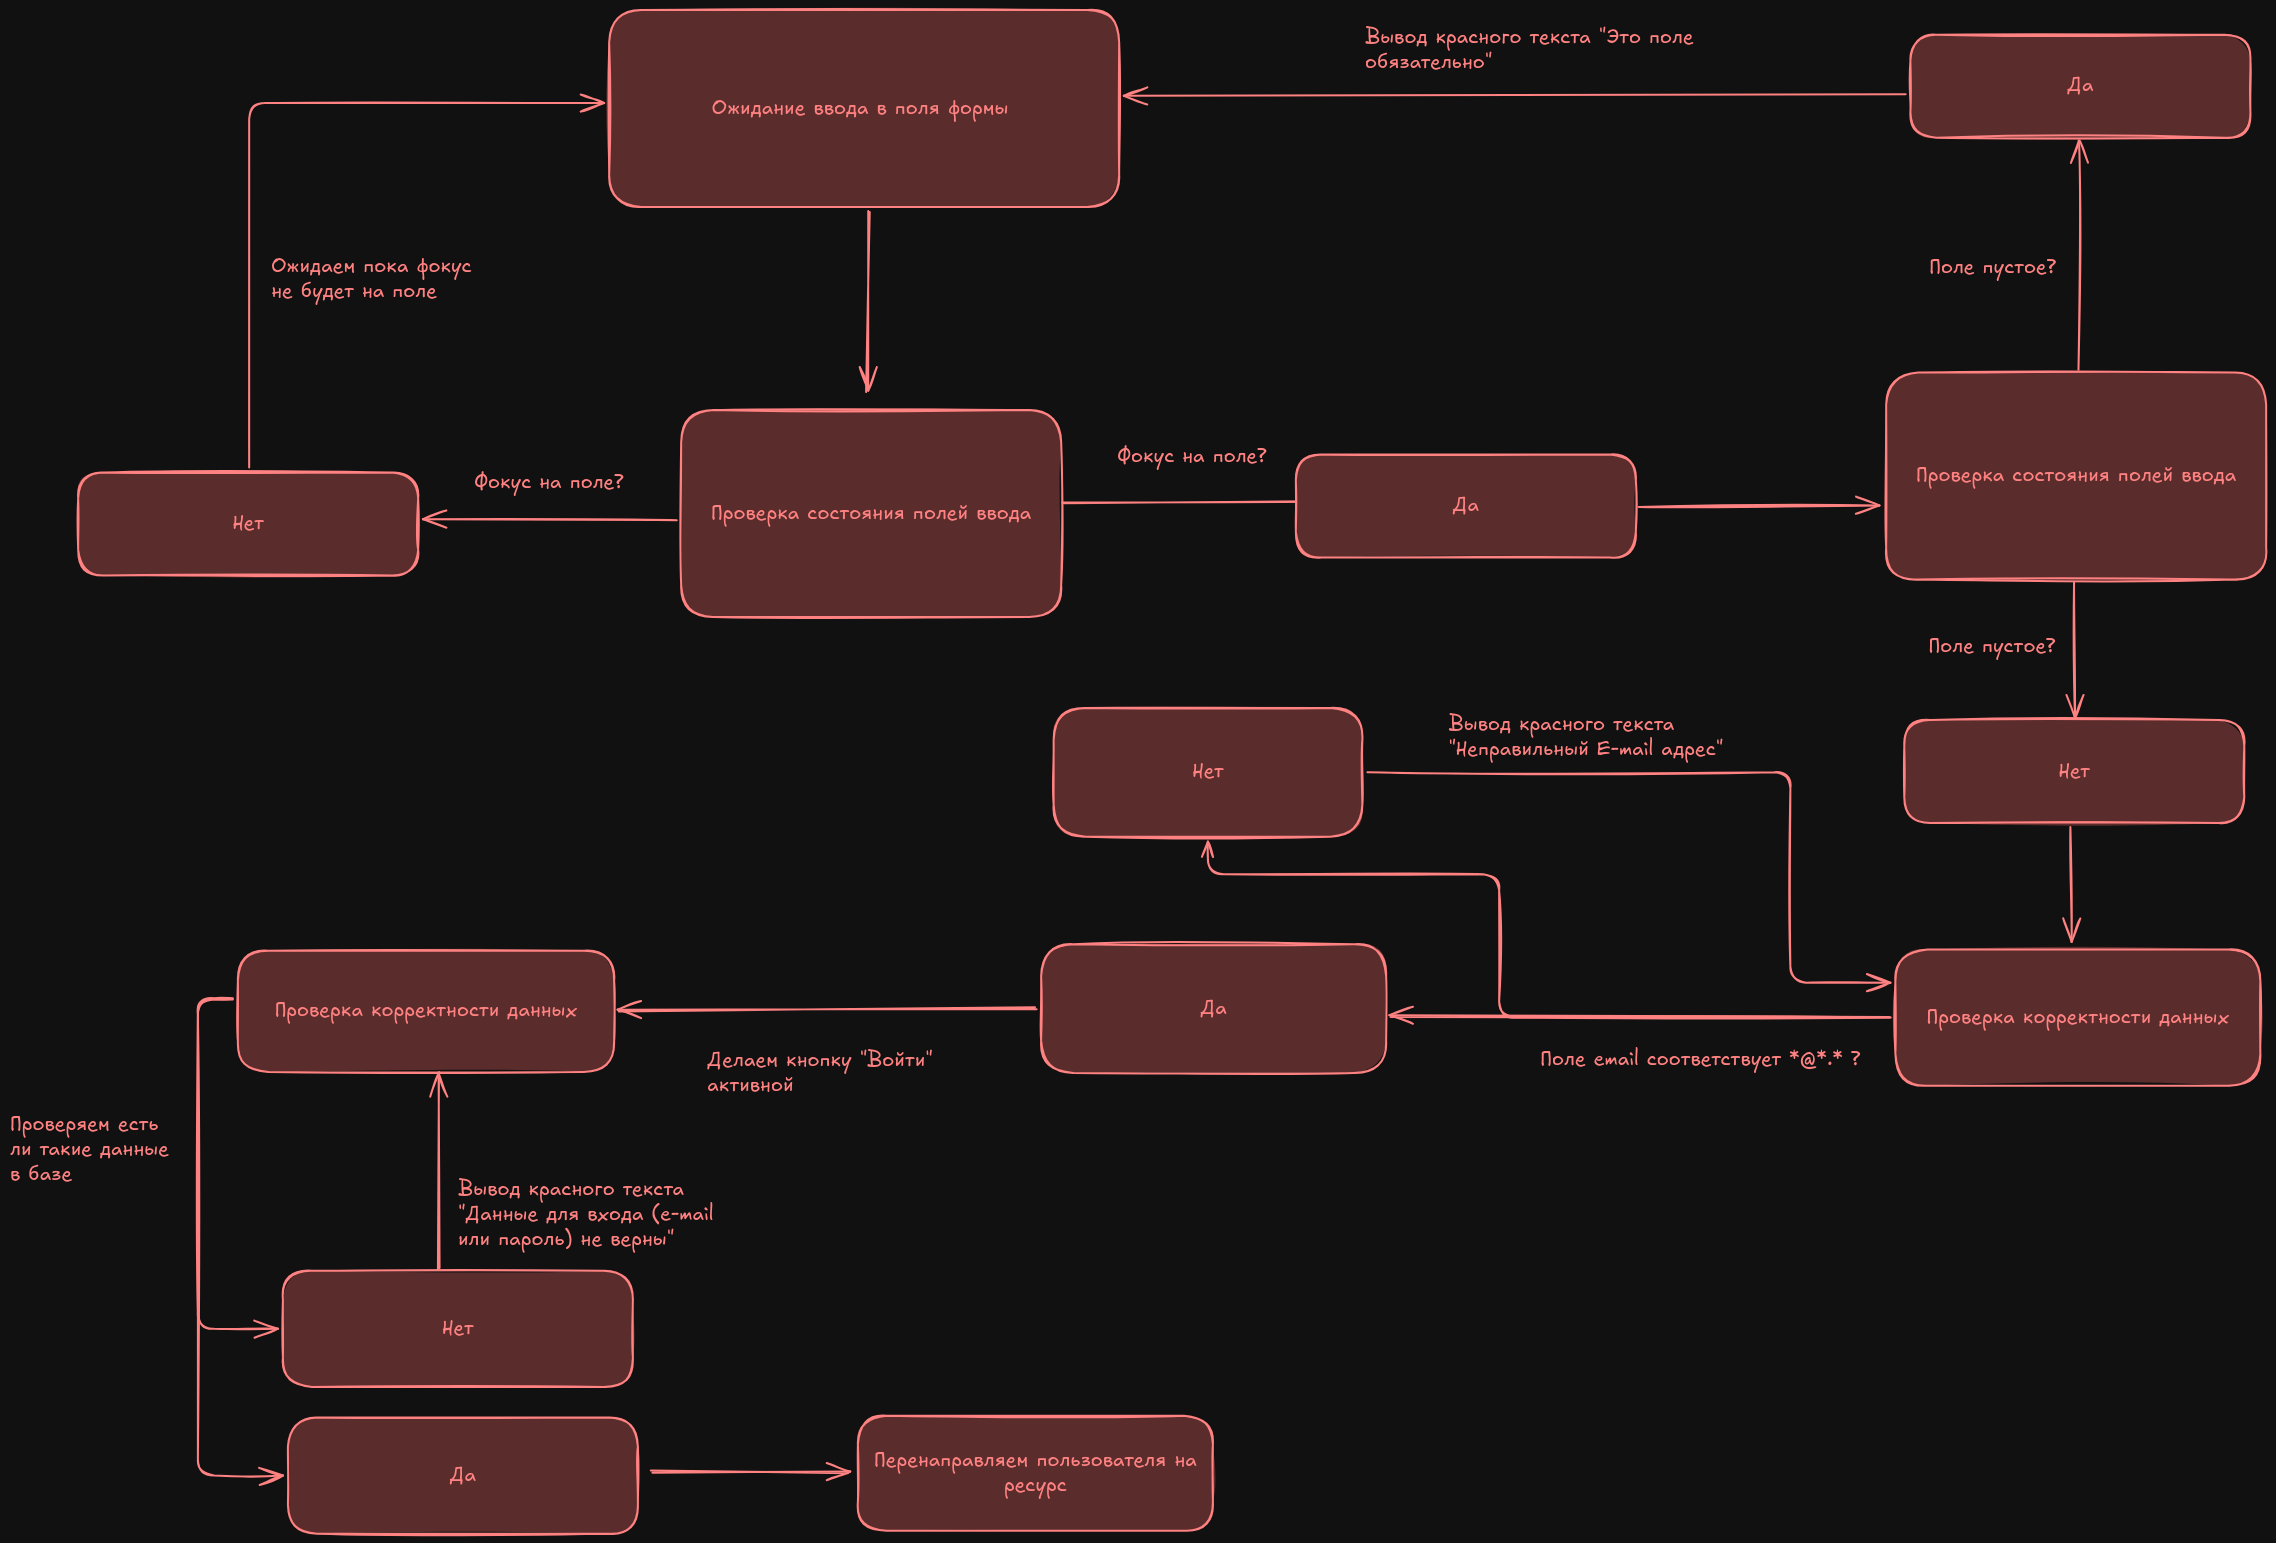 Ожидание ввода в поля формы
Вывод красного текста "Это поле
обязательно"
Да
Ожидаем пока фокус
не будет на поле
Поле пустое?
Нет
Фокус на поле?
Проверка состояния полей ввода
Фокус на поле?
Да
Проверка состояния полей ввода
Поле пустое?
Нет
Вывод красного текста
"Неправильный E-mail адрес"
Нет
Проверка корректности данных
Делаем кнопку "Войти"
активной
Да
Поле email соответствует *@*.* ?
Проверка корректности данных
Проверяем есть
ли такие данные
в базе
Вывод красного текста
"Данные для входа (e-mail
или пароль) не верны"
Нет
Да
Перенаправляем пользователя на
ресурс